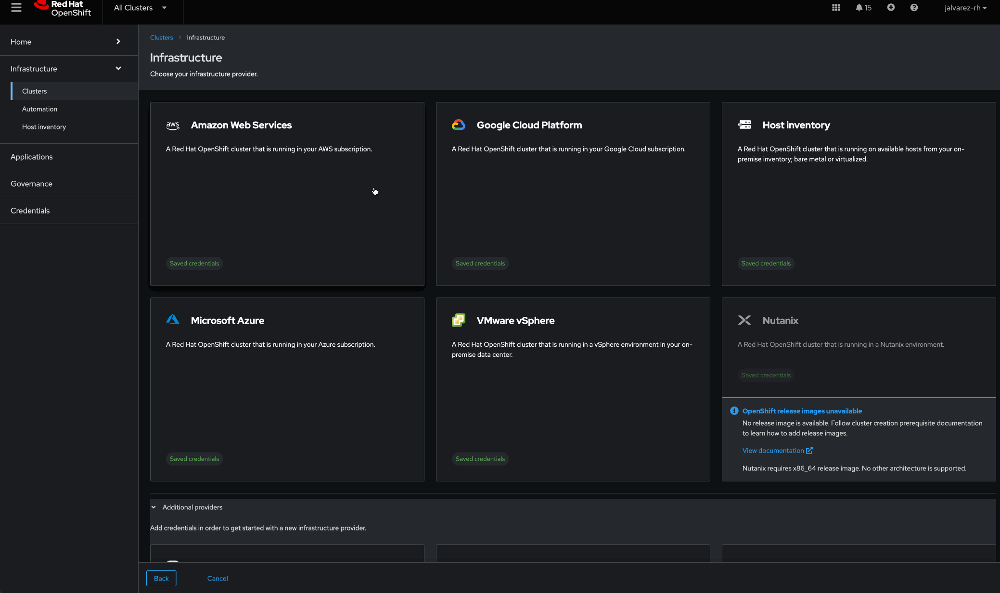 Red Hat
OpenShift
All Clusters
15
jalvarez-rh
Home
Infrastructure
Clusters
Automation
Host inventory
Applications
Governance
Credentials
Clusters
Infrastructure
Infrastructure
Choose your infrastructure provider.
aws
Amazon Web Services
A Red Hat OpenShift cluster that is running in your AWS subscription.
Saved credentials
Google Cloud Platform
A Red Hat OpenShift cluster that is running in your Google Cloud subscription.
Saved credentials
Host inventory
A Red Hat OpenShift cluster that is running on available hosts from your on-
premise inventory; bare metal or virtualized.
Saved credentials
Microsoft Azure
A Red Hat OpenShift cluster that is running in your Azure subscription.
Saved credentials
VMware vSphere
A Red Hat OpenShift cluster that is running in a vSphere environment in your on-
premise data center.
Saved credentials
Nutanix
A Red Hat OpenShift cluster that is running in a Nutanix environment.
Saved credentials
OpenShift release images unavailable
No release image is available. Follow cluster creation prerequisite documentation
to learn how to add release images.
View documentation
Nutanix requires x86_64 release image. No other architecture is supported.
Additional providers
Add credentials in order to get started with a new infrastructure provider.
Back
Cancel